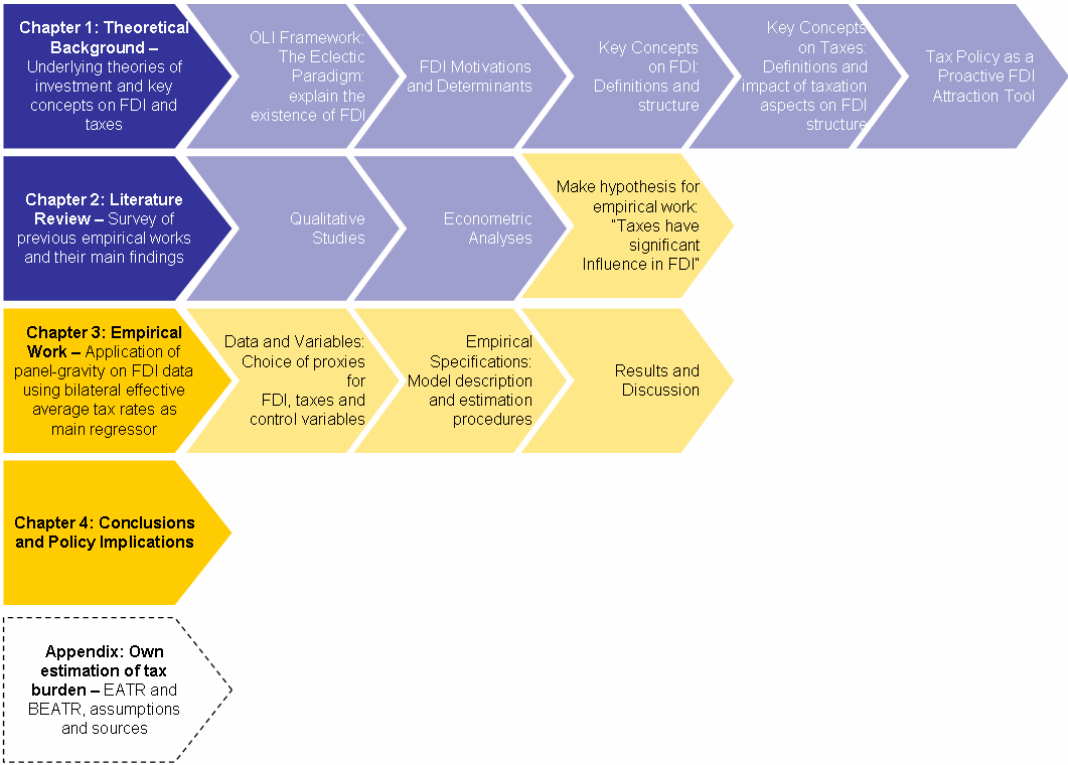 Chapter 1: Theoretical
Background –
Underlying theories of
investment and key
concepts on FDI and
taxes
OLI Framework:
The Eclectic
Paradigm:
explain the
existence of FDI
FDI Motivations
and Determinants
Key Concepts
on FDI:
Definitions and
structure
Key Concepts
on Taxes:
Definitions and
impact of taxation
aspects on FDI
structure
Tax Policy as a
Proactive FDI
Attraction Tool
Chapter 2: Literature
Review – Survey of
previous empirical works
and their main findings
Qualitative
Studies
Econometric
Analyses
Make hypothesis for
empirical work:
"Taxes have
significant
Influence in FDI"
Chapter 3: Empirical
Work – Application of
panel-gravity on FDI data
using bilateral effective
average tax rates as
main regressor
Data and Variables:
Choice of proxies
for
FDI, taxes and
control variables
Empirical
Specifications:
Model description
and estimation
procedures
Results and
Discussion
Chapter 4: Conclusions
and Policy Implications
Appendix: Own
estimation of tax
burden – EATR and
BEATR, assumptions
and sources